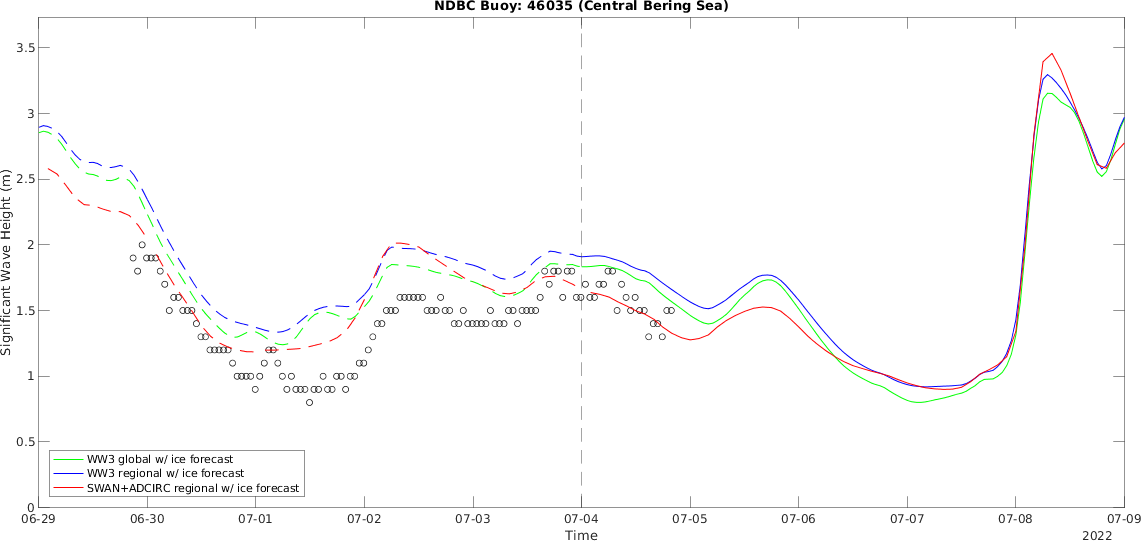 NDBC Buoy: 46035 (Central Bering Sea)
3.5
3
2.5
2
1.5
1
0.5
0
Significant Wave Height (m)
WW3 global w/ ice forecast
WW3 regional w/ ice forecast
SWAN+ADCIRC regional w/ ice forecast
06-29 06-30 07-01 07-02 07-03 07-04 07-05 07-06 07-07 07-08 07-09
Time
2022